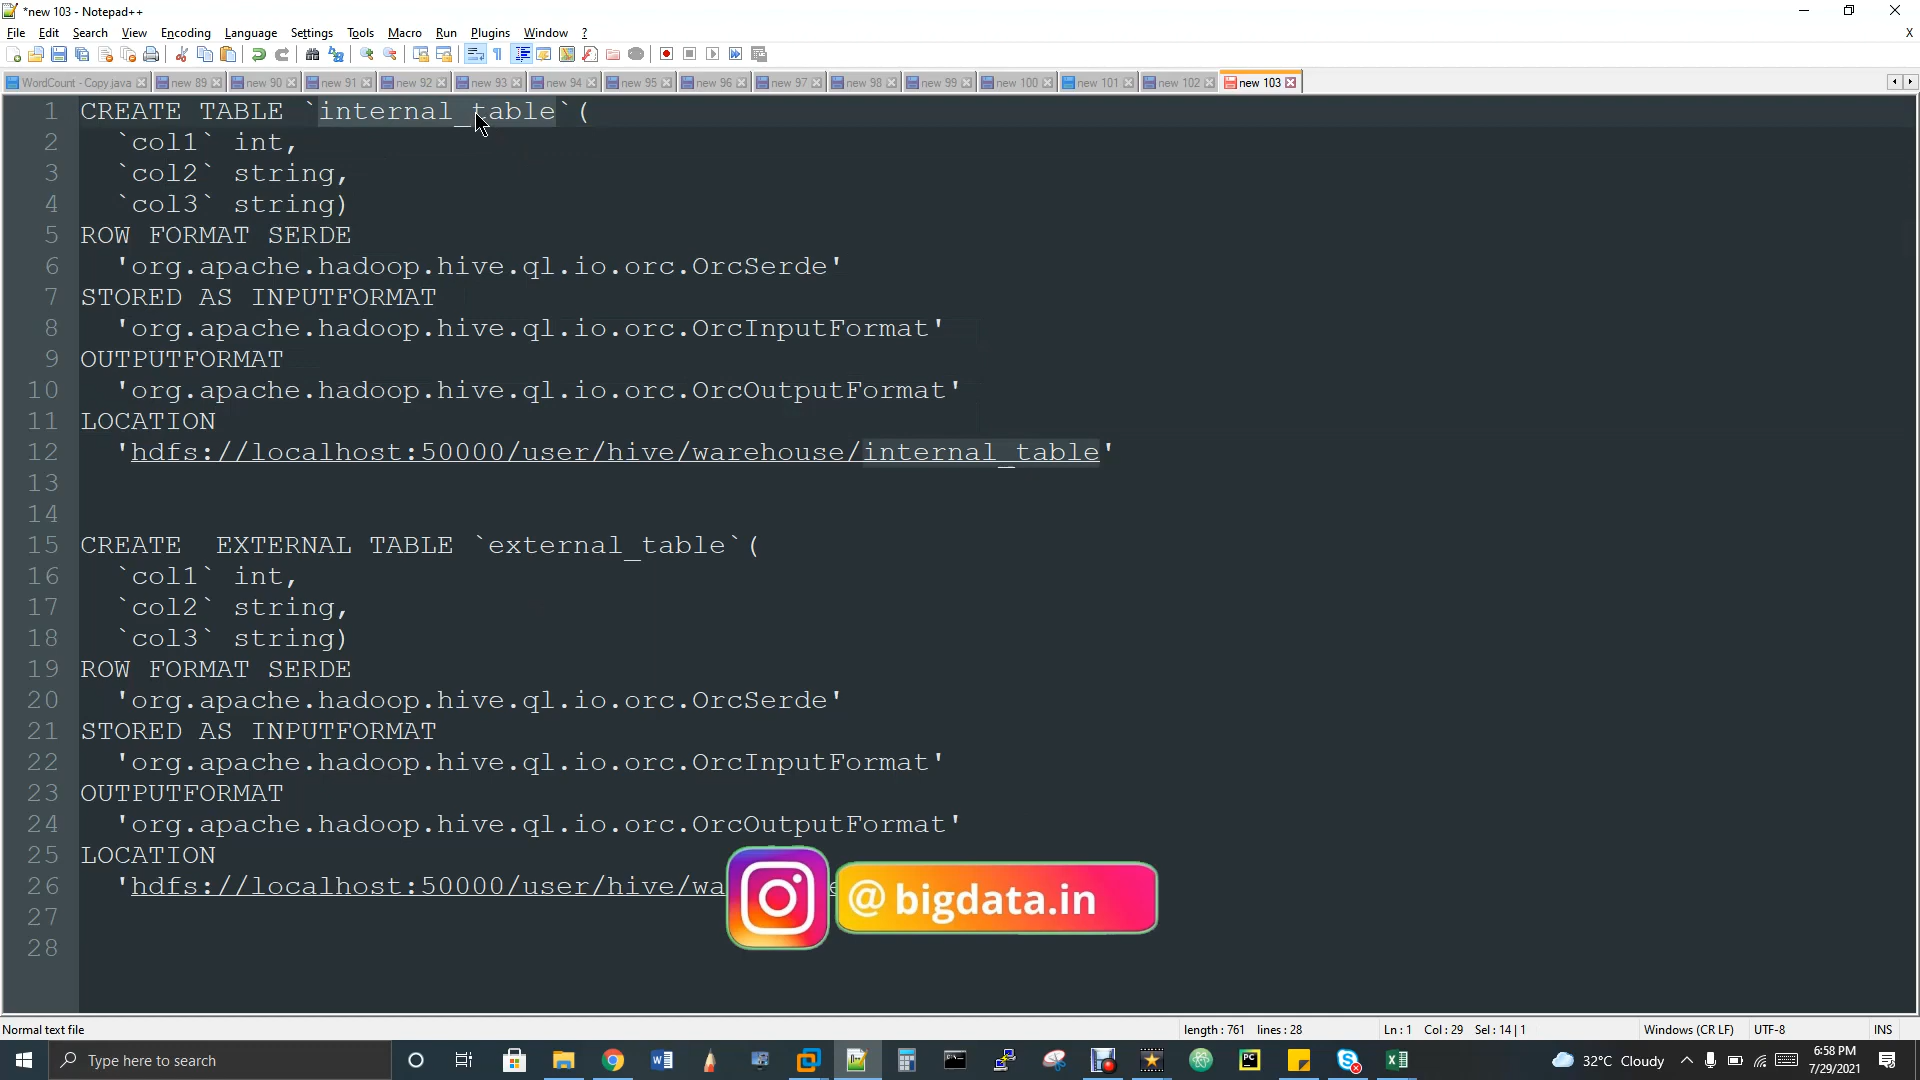 *new 103 - Notepad++
File Edit Search View Encoding Language Settings Tools Macro Run Plugins Window ? X
WordCount - Copy.java new 89 new 90 new 91 new 92 new 93 new 94 new 95 new 96 new 97 new 98 new 99 new 100 new 101 new 102 new 103
1 CREATE TABLE `internal_table`(
2 `col1` int,
3 `col2` string,
4 `col3` string)
5 ROW FORMAT SERDE
6 'org.apache.hadoop.hive.ql.io.orc.OrcSerde'
7 STORED AS INPUTFORMAT
8 'org.apache.hadoop.hive.ql.io.orc.OrcInputFormat'
9 OUTPUTFORMAT
10 'org.apache.hadoop.hive.ql.io.orc.OrcOutputFormat'
11 LOCATION
12 'hdfs://localhost:50000/user/hive/warehouse/internal_table'
13
14
15 CREATE  EXTERNAL TABLE `external_table`(
16 `col1` int,
17 `col2` string,
18 `col3` string)
19 ROW FORMAT SERDE
20 'org.apache.hadoop.hive.ql.io.orc.OrcSerde'
21 STORED AS INPUTFORMAT
22 'org.apache.hadoop.hive.ql.io.orc.OrcInputFormat'
23 OUTPUTFORMAT
24 'org.apache.hadoop.hive.ql.io.orc.OrcOutputFormat'
25 LOCATION
26 'hdfs://localhost:50000/user/hive/wa
@bigdata.in
27
28
Normal text file length : 761 lines : 28 Ln : 1 Col : 29 Sel : 14 | 1 Windows (CR LF) UTF-8 INS
Type here to search 32°C Cloudy 6:58 PM
7/29/2021